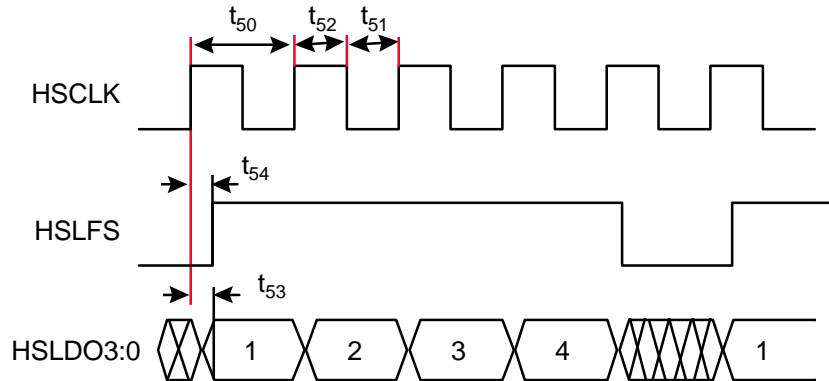 t50 t52 t51
HSCLK
t54
HSLFS
t53
HSLDO3:0 1 2 3 4 1